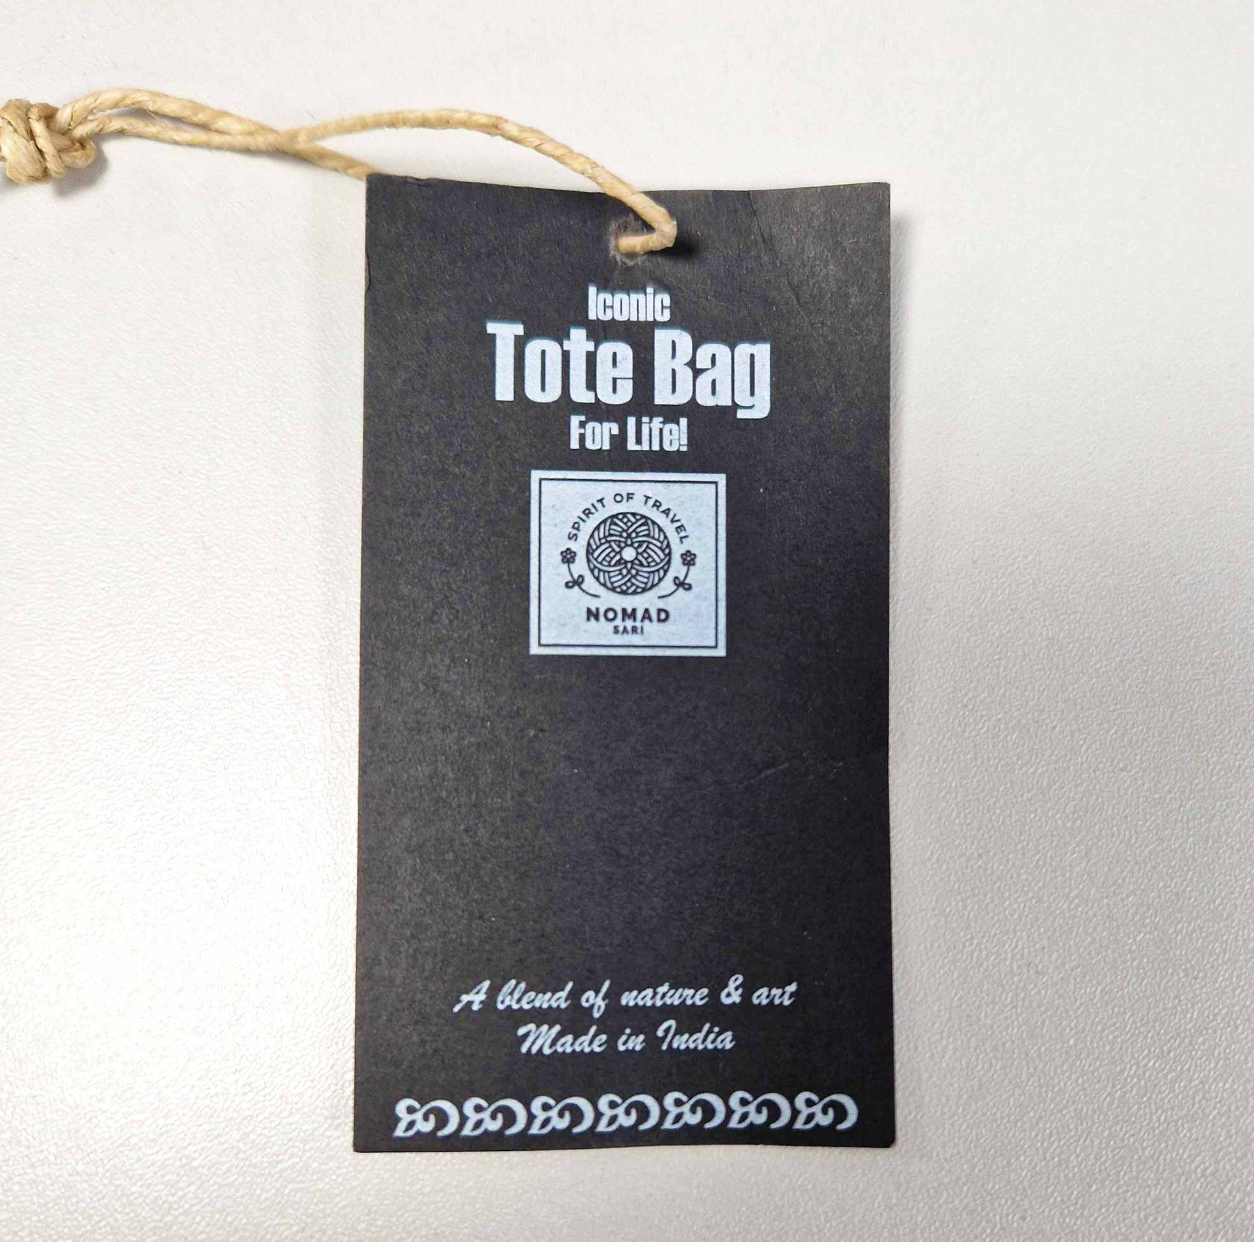 Iconic
Tote Bag
For Life!
SPIRIT OF TRAVEL
NOMAD
SARI
A blend of nature & art
Made in India